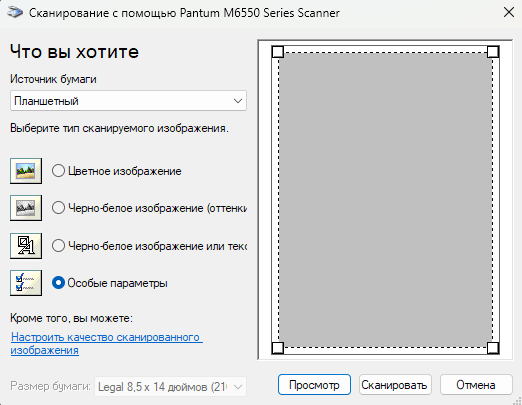 Сканирование с помощью Pantum M6550 Series Scanner
Что вы хотите
Источник бумаги
Планшетный
Выберите тип сканируемого изображения.
Цветное изображение
Черно-белое изображение (оттенки
Черно-белое изображение или текс
Особые параметры
Кроме того, вы можете:
Настроить качество сканированного
изображения
Размер бумаги: Legal 8,5 x 14 дюймов (21
Просмотр Сканировать Отмена